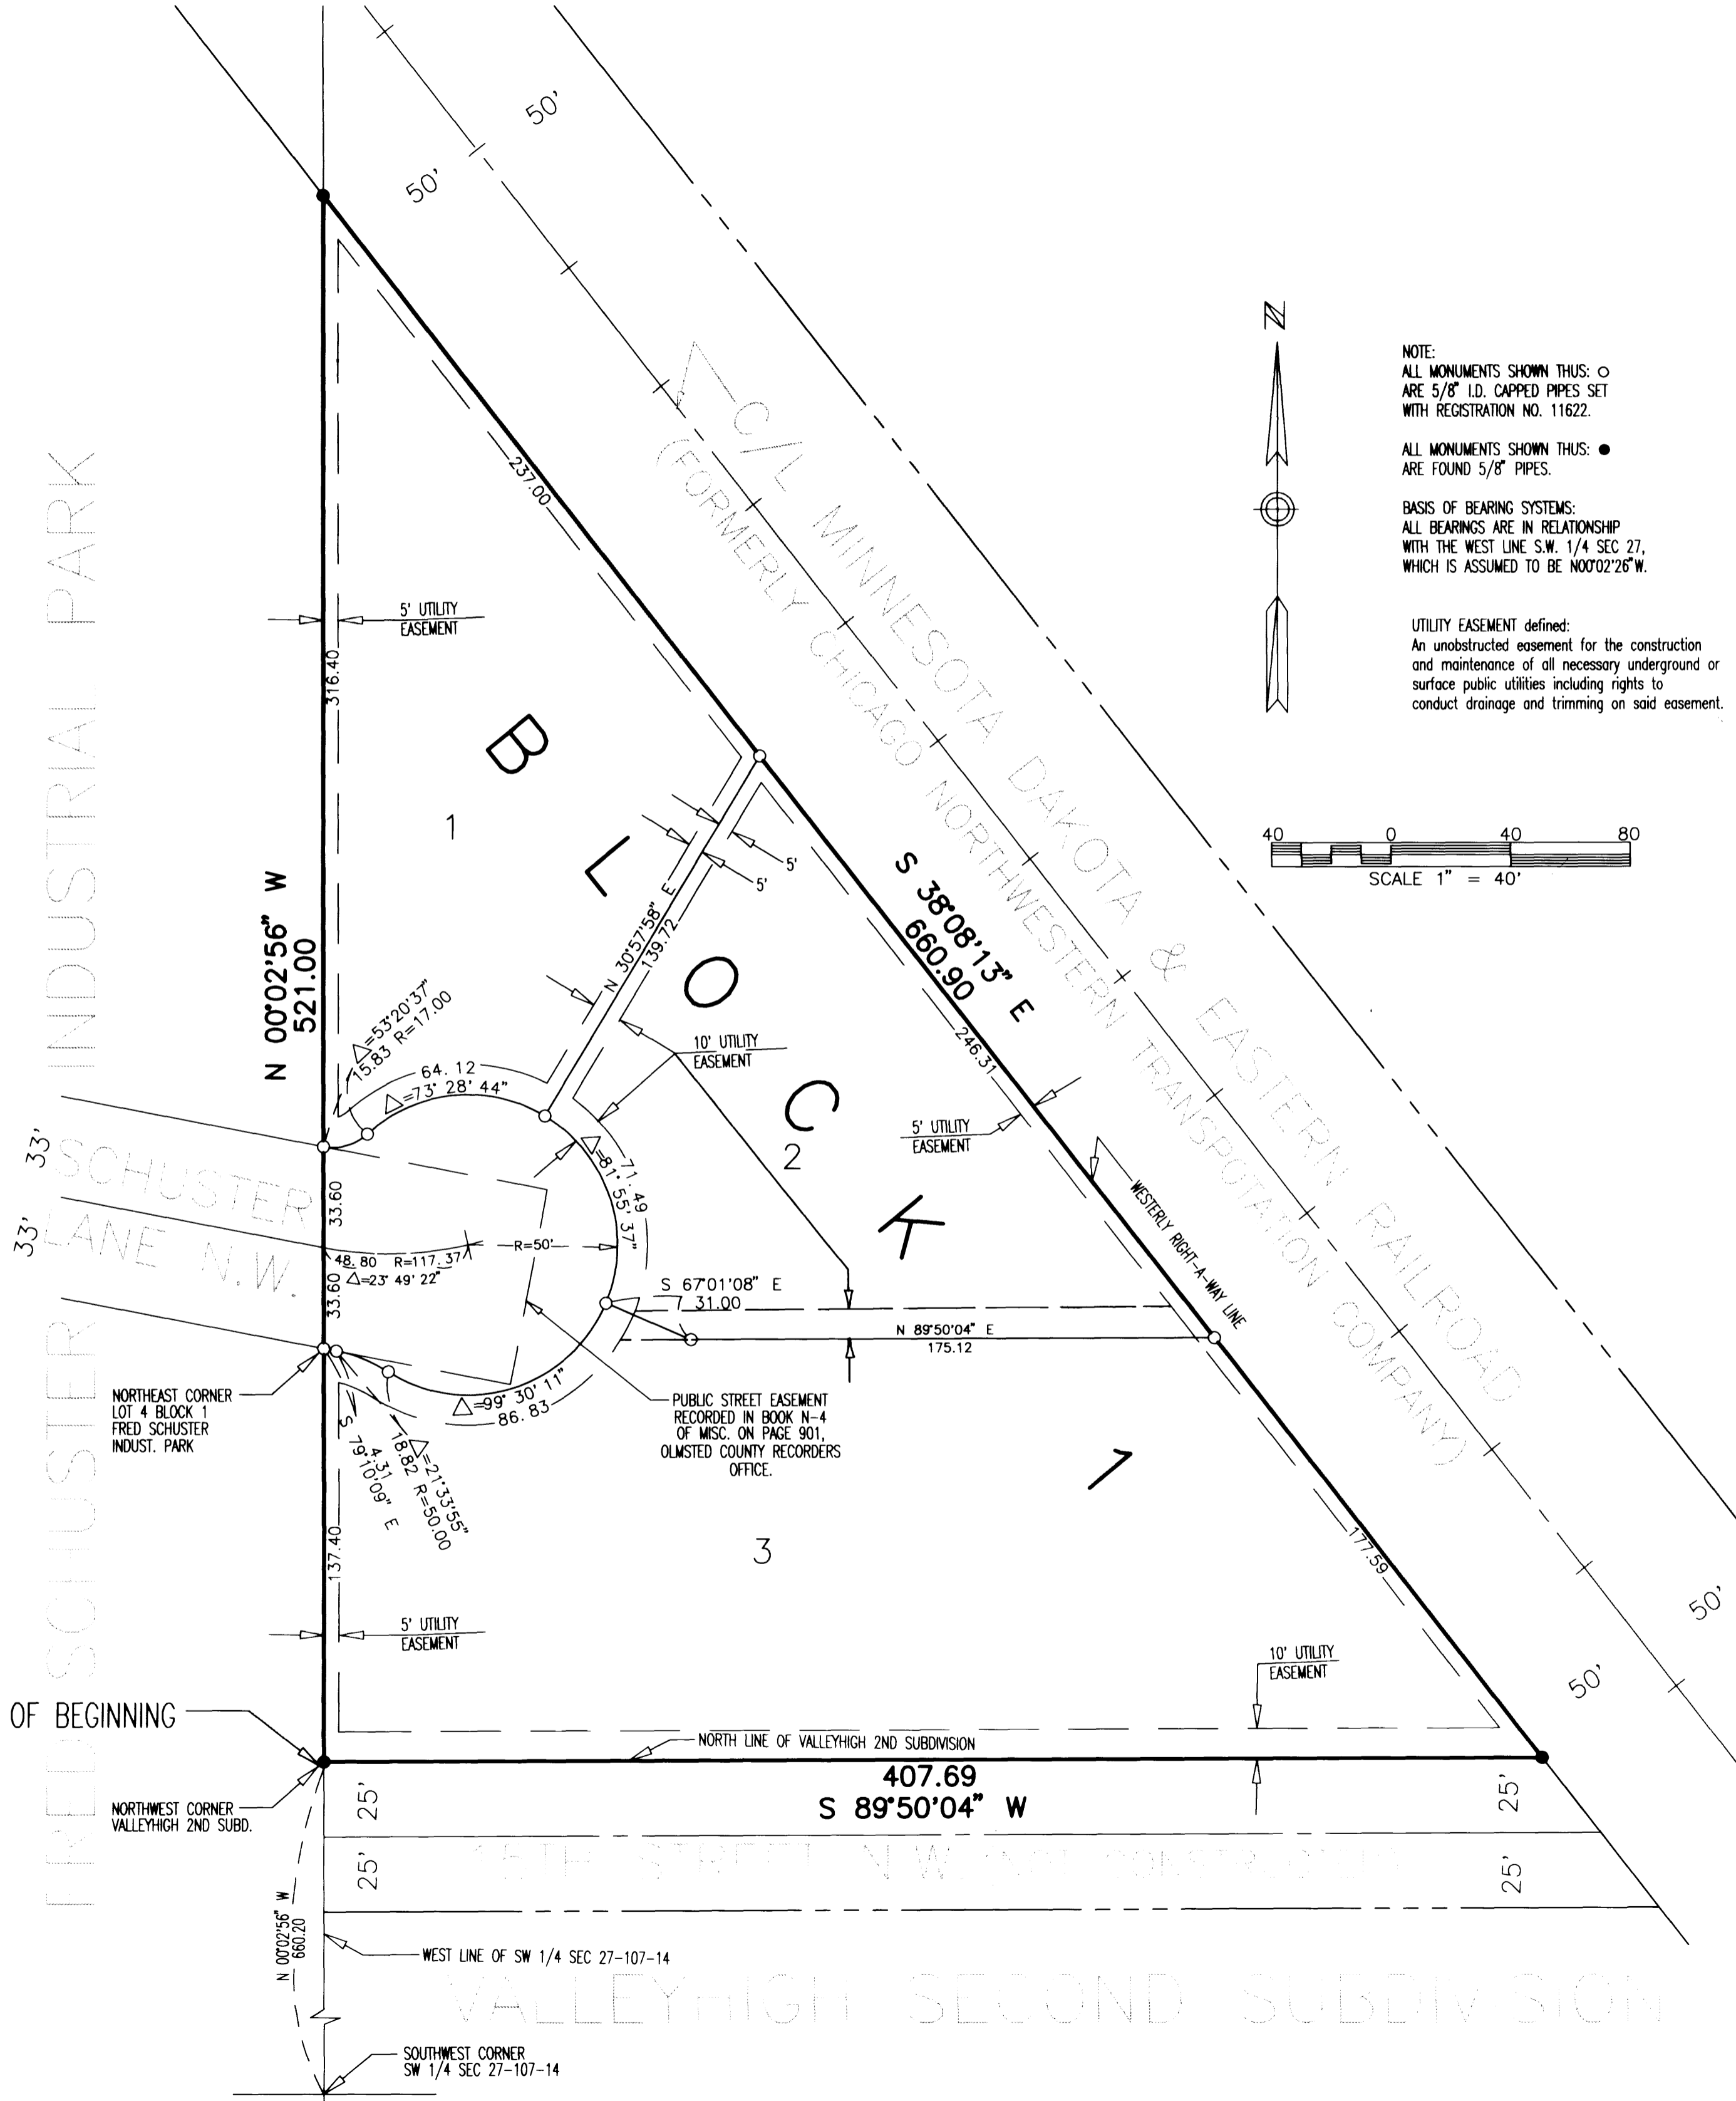 50'
50'
N
NOTE:
ALL MONUMENTS SHOWN THUS: ○
ARE 5/8" I.D. CAPPED PIPES SET
WITH REGISTRATION NO. 11622.
ALL MONUMENTS SHOWN THUS: ●
ARE FOUND 5/8" PIPES.
BASIS OF BEARING SYSTEMS:
ALL BEARINGS ARE IN RELATIONSHIP
WITH THE WEST LINE S.W. 1/4 SEC 27,
WHICH IS ASSUMED TO BE N00°02'26"W.
UTILITY EASEMENT defined:
An unobstructed easement for the construction
and maintenance of all necessary underground or
surface public utilities including rights to
conduct drainage and trimming on said easement.
40 0 40 80
SCALE 1" = 40'
C/L MINNESOTA DAKOTA & EASTERN RAILROAD
(FORMERLY CHICAGO NORTHWESTERN TRANSPOTATION COMPANY)
FRED SCHUSTER INDUSTRIAL PARK
237.00
5' UTILITY
EASEMENT
316.40
BLOCK 1
1
N 00°02'56" W
521.00
5'
5'
N 30°57'58" E
139.72
S 38°08'13" E
660.90
246.31
△=53°20'37"
15.83 R=17.00
64.12
△=73° 28' 44"
10' UTILITY
EASEMENT
71.49
△=81° 55' 37"
2
5' UTILITY
EASEMENT
WESTERLY RIGHT-A-WAY LINE
33'
33'
SCHUSTER
LANE N.W.
33.60
33.60
48.80 R=117.37
△=23° 49' 22"
R=50'
S 67°01'08" E
31.00
N 89°50'04" E
175.12
NORTHEAST CORNER
LOT 4 BLOCK 1
FRED SCHUSTER
INDUST. PARK
△=99° 30' 11"
86.83
PUBLIC STREET EASEMENT
RECORDED IN BOOK N-4
OF MISC. ON PAGE 901,
OLMSTED COUNTY RECORDERS
OFFICE.
S 79°10'09" E
4.31
△=21°33'55"
18.82 R=50.00
137.40
3
177.59
5' UTILITY
EASEMENT
10' UTILITY
EASEMENT
50'
50'
OF BEGINNING
NORTH LINE OF VALLEYHIGH 2ND SUBDIVISION
407.69
S 89°50'04" W
NORTHWEST CORNER
VALLEYHIGH 2ND SUBD.
25'
25'
25'
25'
STREET N.W.
N 00°02'56" W
660.20
WEST LINE OF SW 1/4 SEC 27-107-14
VALLEYHIGH SECOND SUBDIVISION
SOUTHWEST CORNER
SW 1/4 SEC 27-107-14